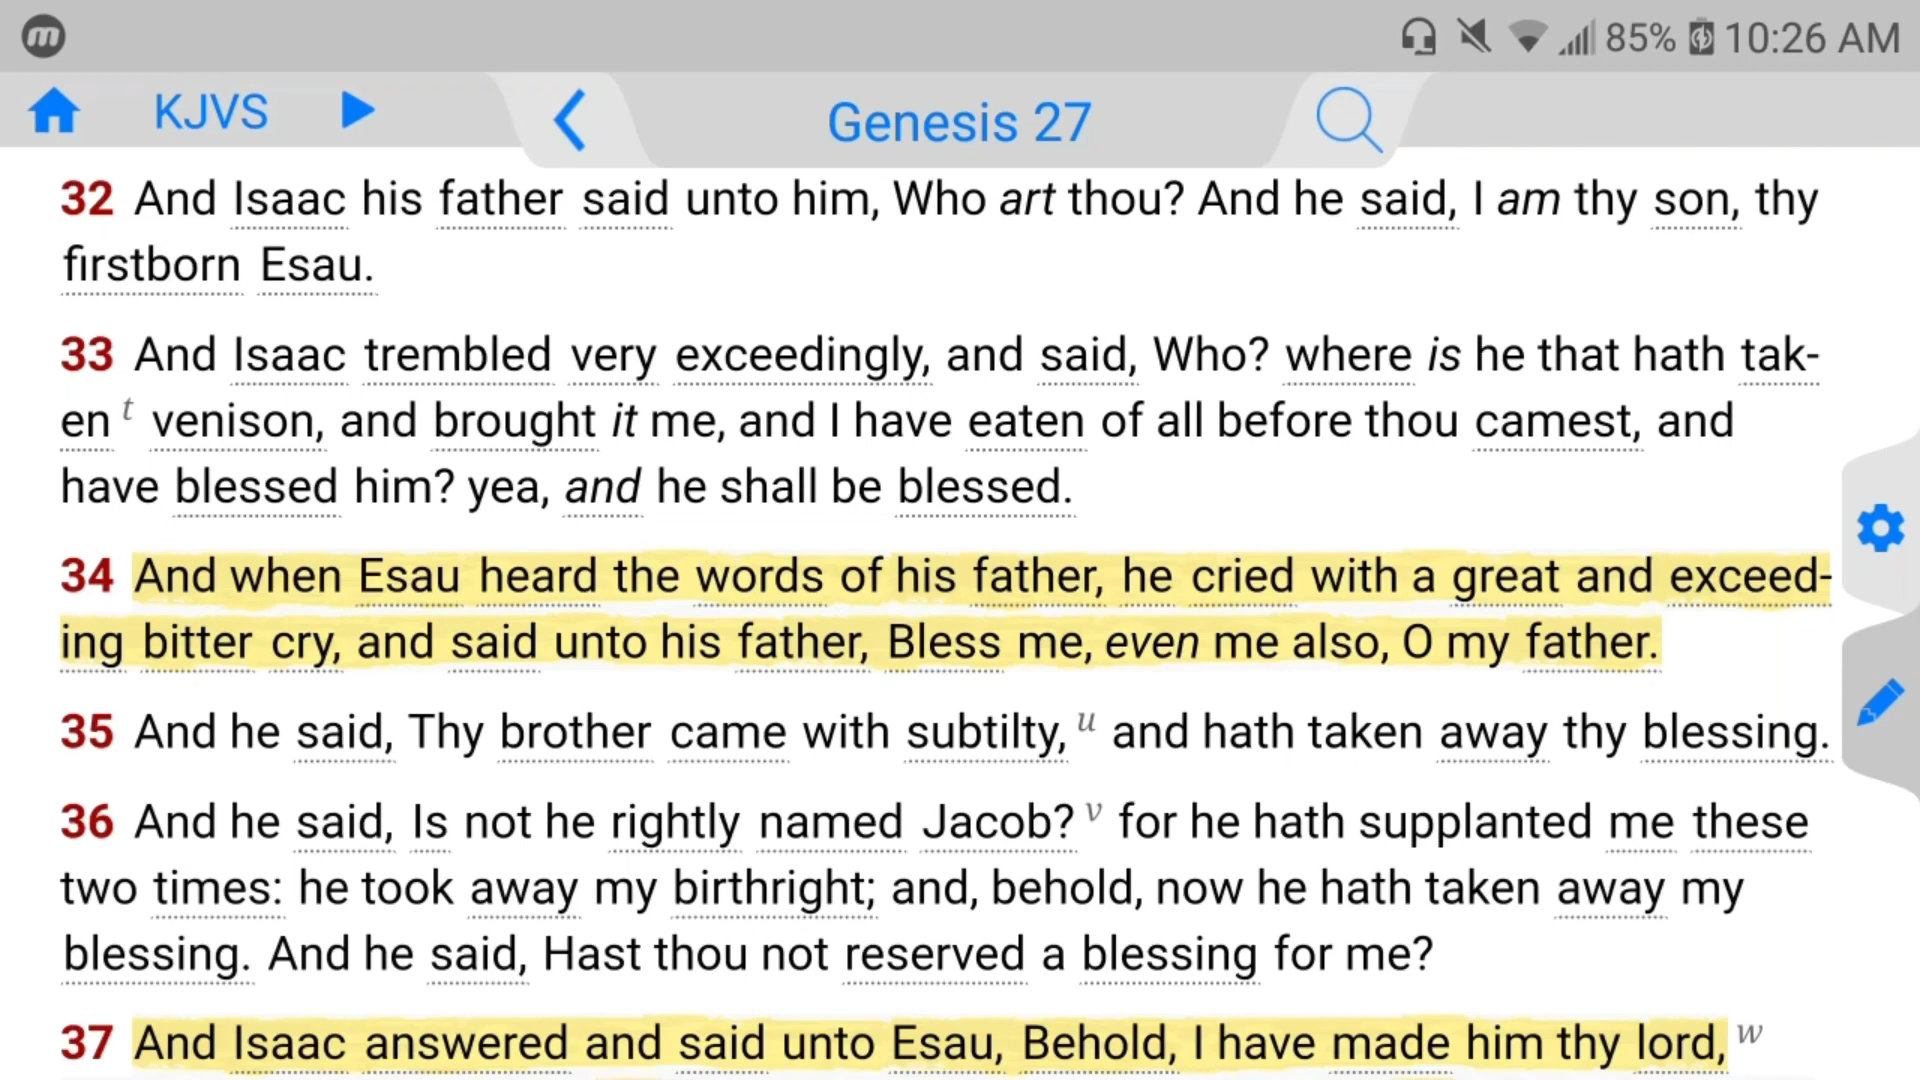 m 85% 10:26 AM
KJVS Genesis 27
32 And Isaac his father said unto him, Who art thou? And he said, I am thy son, thy
firstborn Esau.
33 And Isaac trembled very exceedingly, and said, Who? where is he that hath tak-
en t venison, and brought it me, and I have eaten of all before thou camest, and
have blessed him? yea, and he shall be blessed.
34 And when Esau heard the words of his father, he cried with a great and exceed-
ing bitter cry, and said unto his father, Bless me, even me also, O my father.
35 And he said, Thy brother came with subtilty, u and hath taken away thy blessing.
36 And he said, Is not he rightly named Jacob? v for he hath supplanted me these
two times: he took away my birthright; and, behold, now he hath taken away my
blessing. And he said, Hast thou not reserved a blessing for me?
37 And Isaac answered and said unto Esau, Behold, I have made him thy lord, w